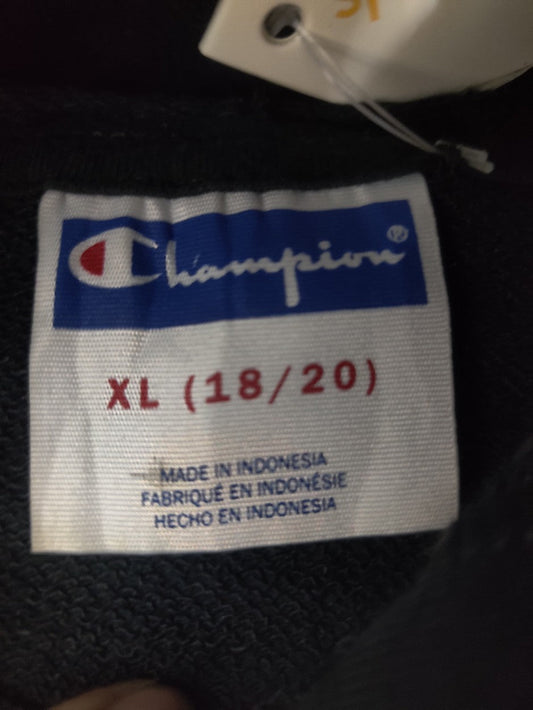 Champion®
XL (18/20)
MADE IN INDONESIA
FABRIQUÉ EN INDONÉSIE
HECHO EN INDONESIA